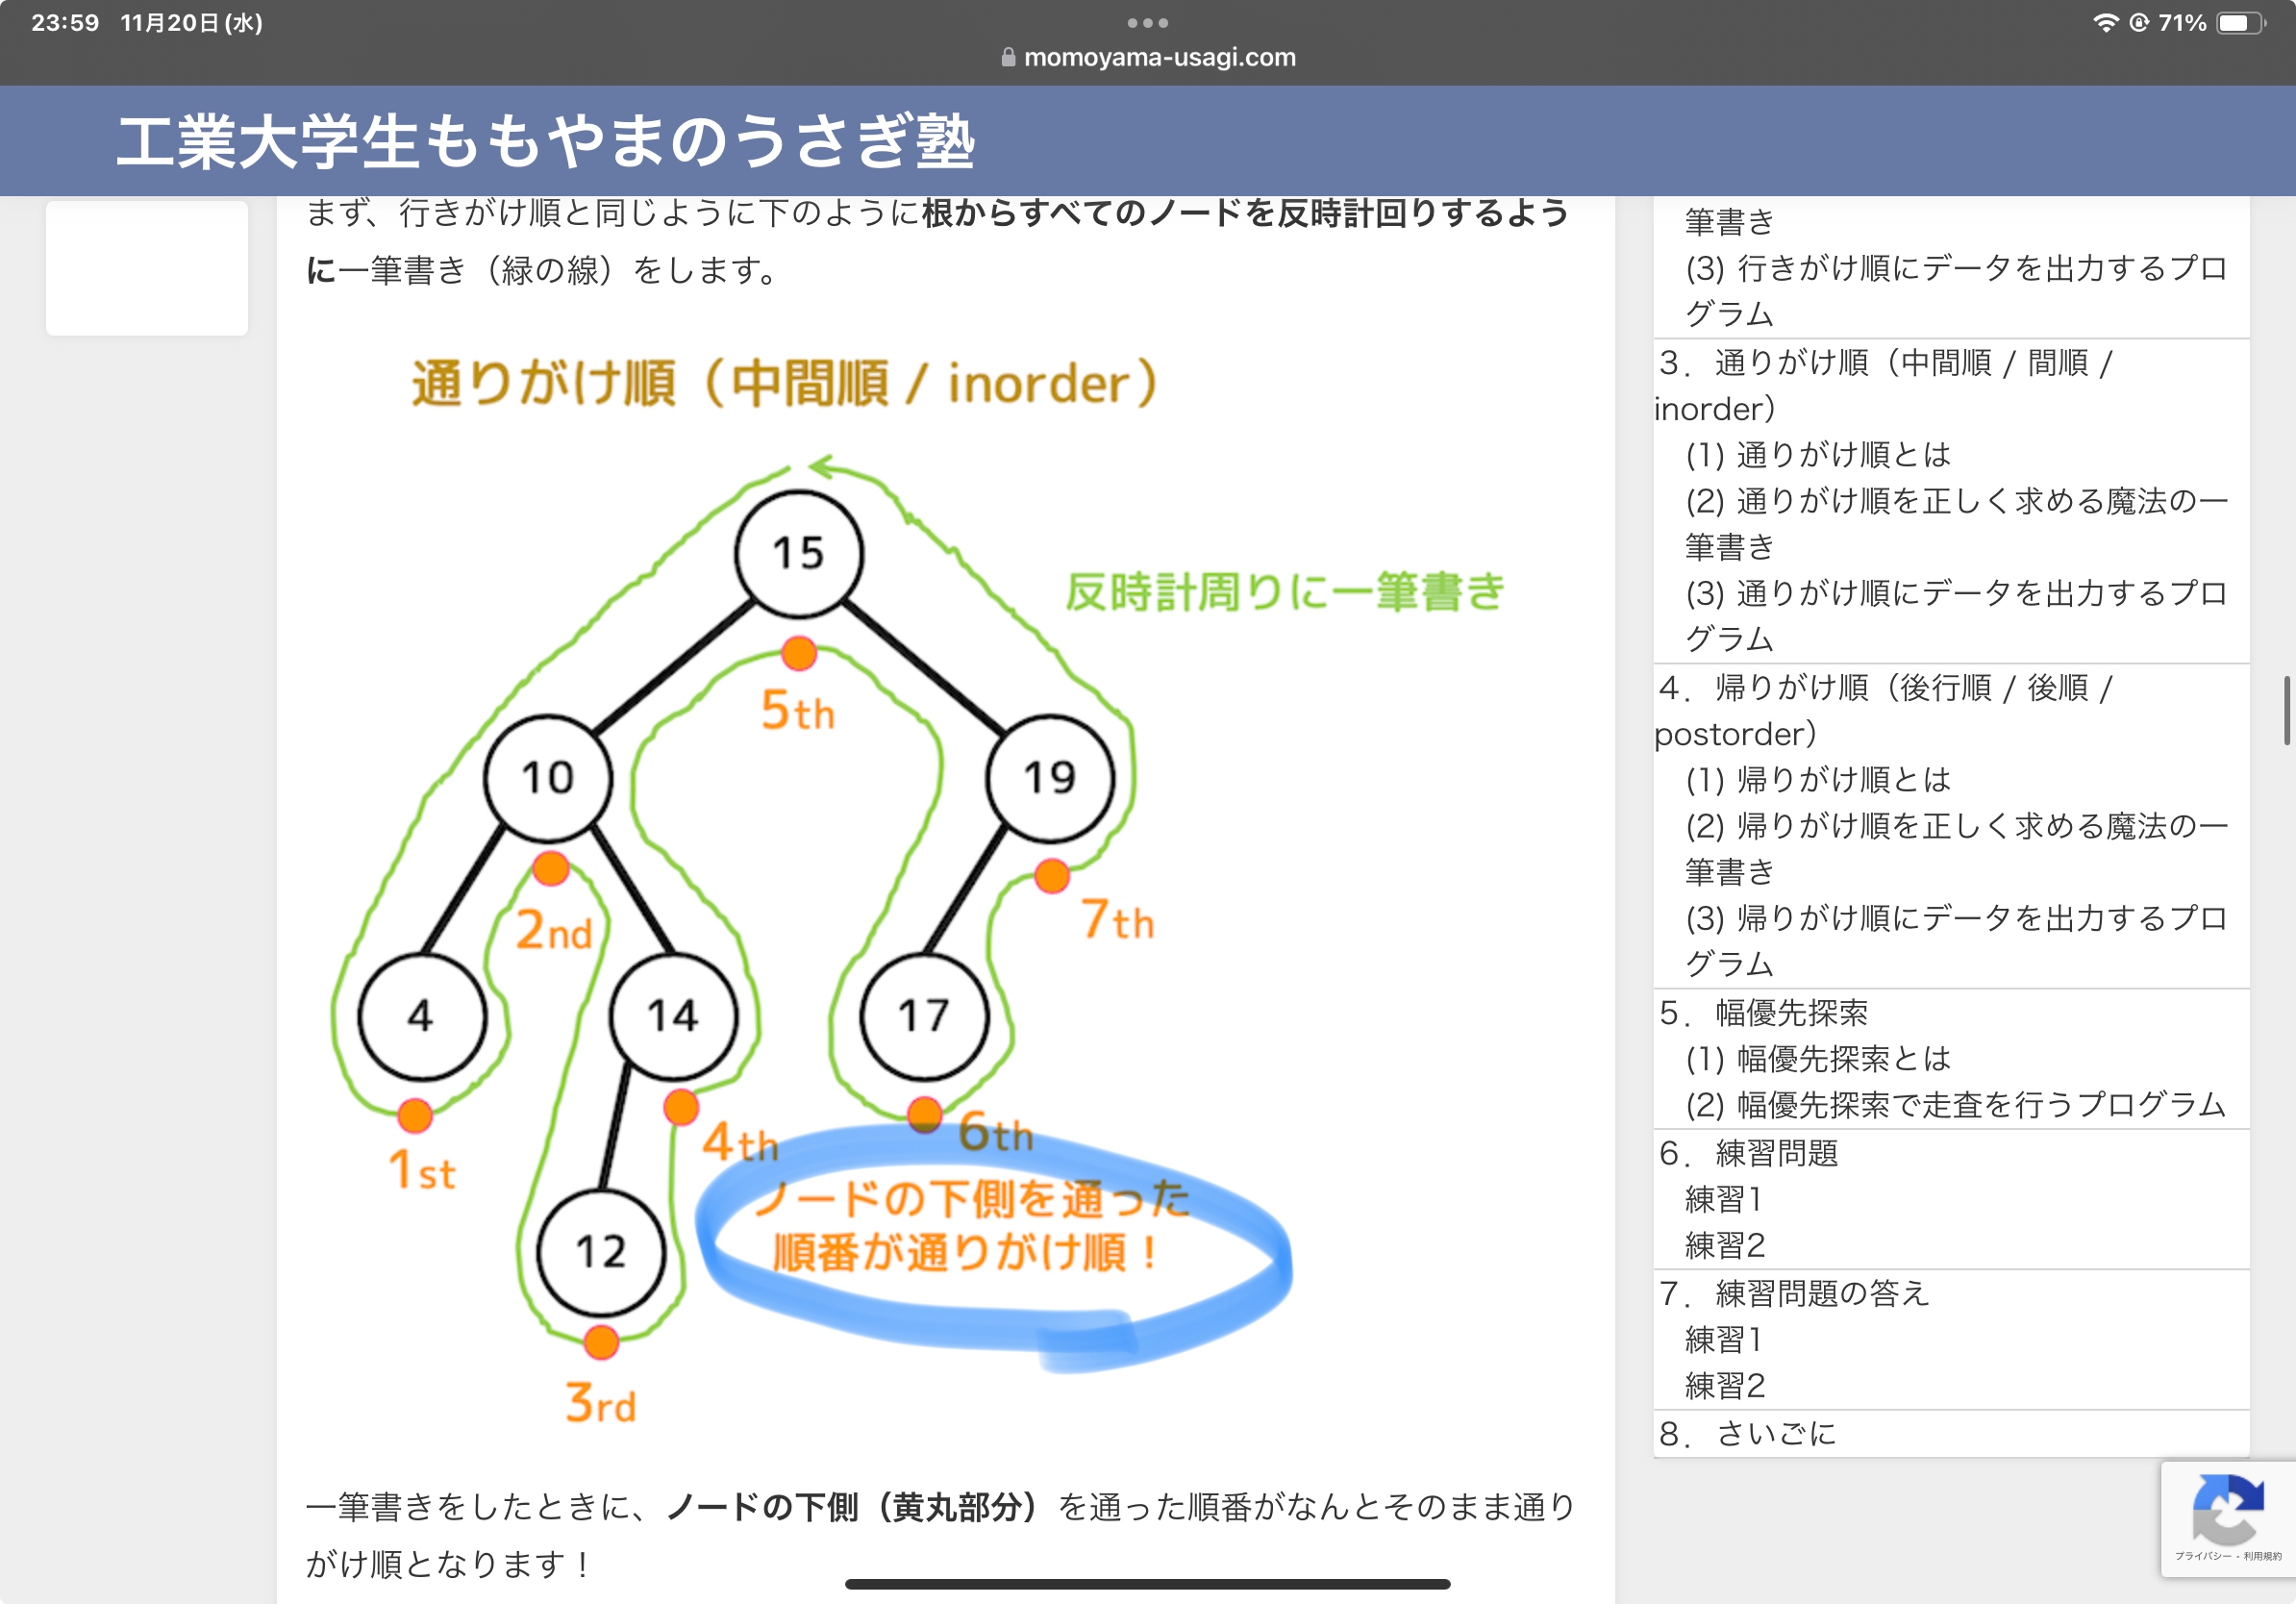 23:59 11月20日(水)
71%
momoyama-usagi.com
工業大学生ももやまのうさぎ塾
まず、行きがけ順と同じように下のように根からすべてのノードを反時計回りするよう
に一筆書き（緑の線）をします。
通りがけ順（中間順 / inorder）
反時計周りに一筆書き
15
5th
10
19
2nd
7th
4
14
17
1st
4th
6th
ノードの下側を通った
順番が通りがけ順！
12
3rd
一筆書きをしたときに、ノードの下側（黄丸部分）を通った順番がなんとそのまま通り
がけ順となります！
筆書き
(3) 行きがけ順にデータを出力するプロ
グラム
3．通りがけ順（中間順 / 間順 /
inorder）
(1) 通りがけ順とは
(2) 通りがけ順を正しく求める魔法の一
筆書き
(3) 通りがけ順にデータを出力するプロ
グラム
4．帰りがけ順（後行順 / 後順 /
postorder）
(1) 帰りがけ順とは
(2) 帰りがけ順を正しく求める魔法の一
筆書き
(3) 帰りがけ順にデータを出力するプロ
グラム
5．幅優先探索
(1) 幅優先探索とは
(2) 幅優先探索で走査を行うプログラム
6．練習問題
練習1
練習2
7．練習問題の答え
練習1
練習2
8．さいごに
プライバシー - 利用規約